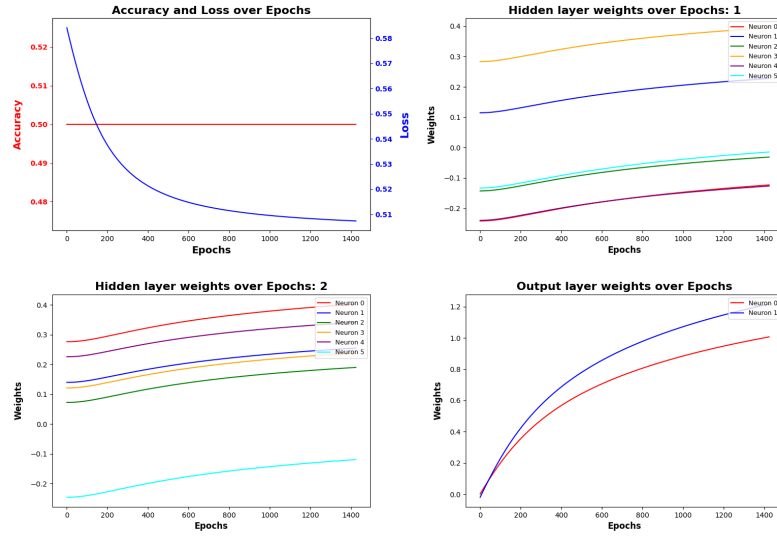 Accuracy and Loss over Epochs
0.52
0.51
0.50
0.49
0.48
Accuracy
0.58
0.57
0.56
0.55
0.54
0.53
0.52
0.51
Loss
0 200 400 600 800 1000 1200 1400
Epochs
Hidden layer weights over Epochs: 1
0.4
0.3
0.2
0.1
0.0
−0.1
−0.2
Weights
Neuron 0
Neuron 1
Neuron 2
Neuron 3
Neuron 4
Neuron 5
0 200 400 600 800 1000 1200 1400
Epochs
Hidden layer weights over Epochs: 2
0.4
0.3
0.2
0.1
0.0
−0.1
−0.2
Weights
Neuron 0
Neuron 1
Neuron 2
Neuron 3
Neuron 4
Neuron 5
0 200 400 600 800 1000 1200 1400
Epochs
Output layer weights over Epochs
1.2
1.0
0.8
0.6
0.4
0.2
0.0
Weights
Neuron 0
Neuron 1
0 200 400 600 800 1000 1200 1400
Epochs